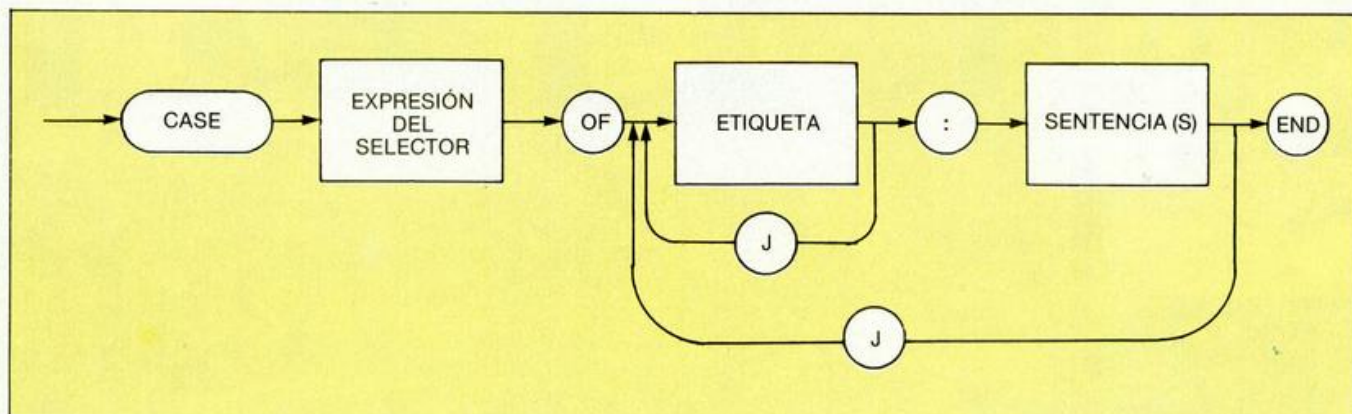 CASE
EXPRESIÓN
DEL
SELECTOR
OF
ETIQUETA
:
SENTENCIA (S)
END
J
J